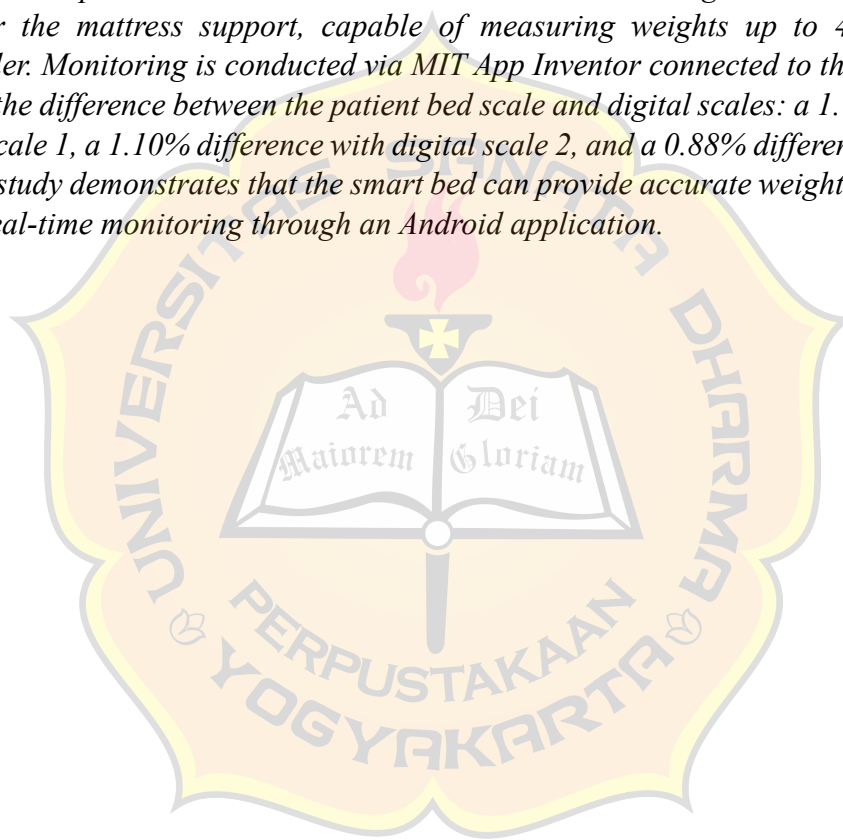 r the mattress support, capable of measuring weights up to 4
ler. Monitoring is conducted via MIT App Inventor connected to th
the difference between the patient bed scale and digital scales: a 1.
cale 1, a 1.10% difference with digital scale 2, and a 0.88% differen
study demonstrates that the smart bed can provide accurate weight
eal-time monitoring through an Android application.
UNIVERSITAS SANATA DHARMA
Ad Dei
Maiorem Gloriam
PERPUSTAKAAN
YOGYAKARTA